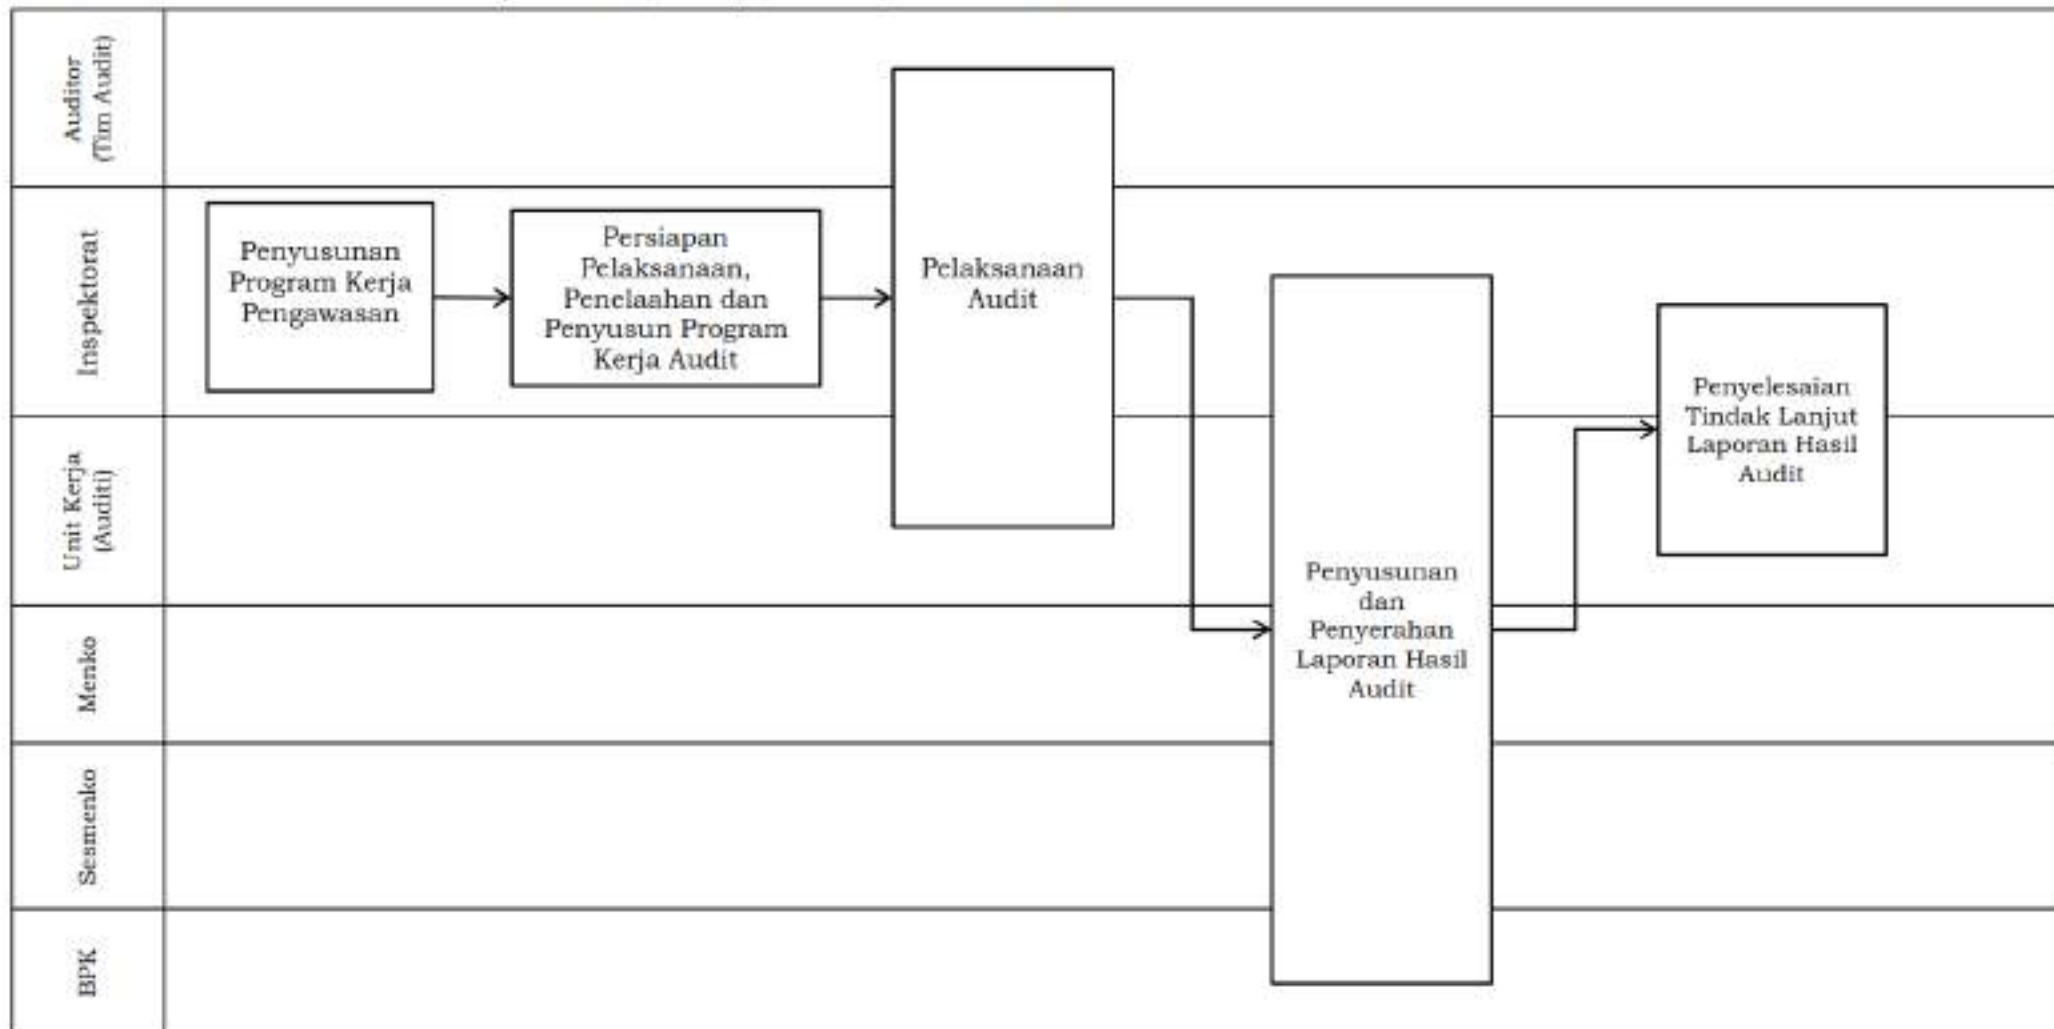 Auditor
(Tim Audit)
Inspektorat
Unit Kerja
(Auditi)
Menko
Sesmenko
BPK
Penyusunan
Program Kerja
Pengawasan
Persiapan
Pelaksanaan,
Penelaahan dan
Penyusun Program
Kerja Audit
Pelaksanaan
Audit
Penyusunan
dan
Penyerahan
Laporan Hasil
Audit
Penyelesaian
Tindak Lanjut
Laporan Hasil
Audit